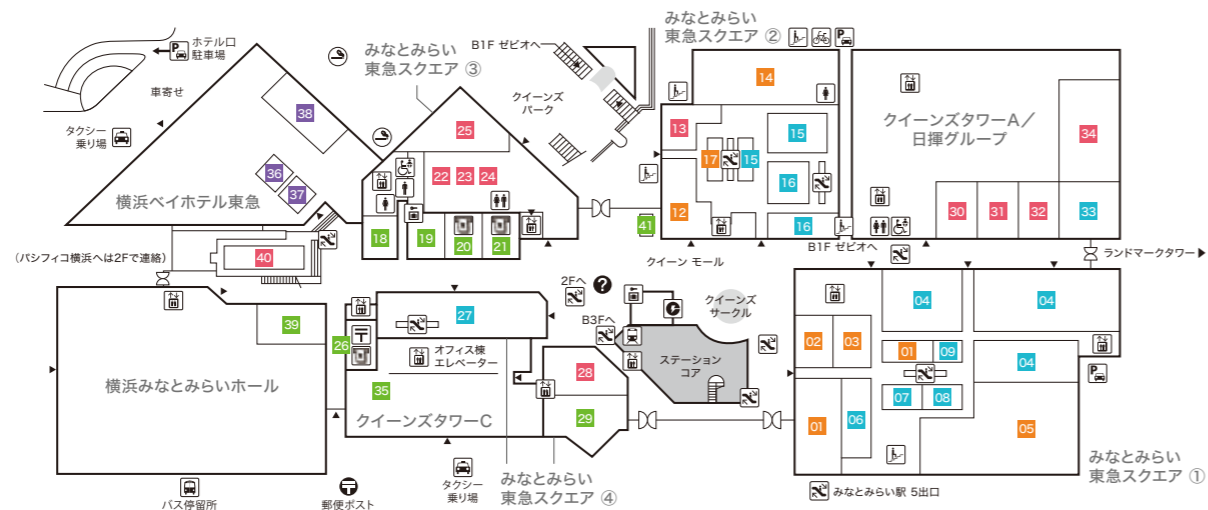 ホテル口
駐車場
車寄せ
タクシー
乗り場
みなとみらい
東急スクエア ③
B1F ゼビオへ
クイーンズ
パーク
みなとみらい
東急スクエア ②
P
P
14
13
15
17
15
16
12
16
41
クイーンズタワーA／
日揮グループ
34
30
31
32
33
B1F ゼビオへ
ランドマークタワー
38
36
37
横浜ベイホテル東急
25
22
23
24
18
19
20
21
40
(パシフィコ横浜へは2Fで連絡)
クイーン モール
2Fへ
?
クイーンズ
サークル
B3Fへ
ステーション
コア
39
横浜みなとみらいホール
26
〒
27
オフィス棟
エレベーター
35
クイーンズタワーC
28
29
04
04
02
03
01
09
04
07
08
01
06
05
P
みなとみらい
東急スクエア ①
みなとみらい
東急スクエア ④
タクシー
乗り場
バス停留所
郵便ポスト
みなとみらい駅 5出口